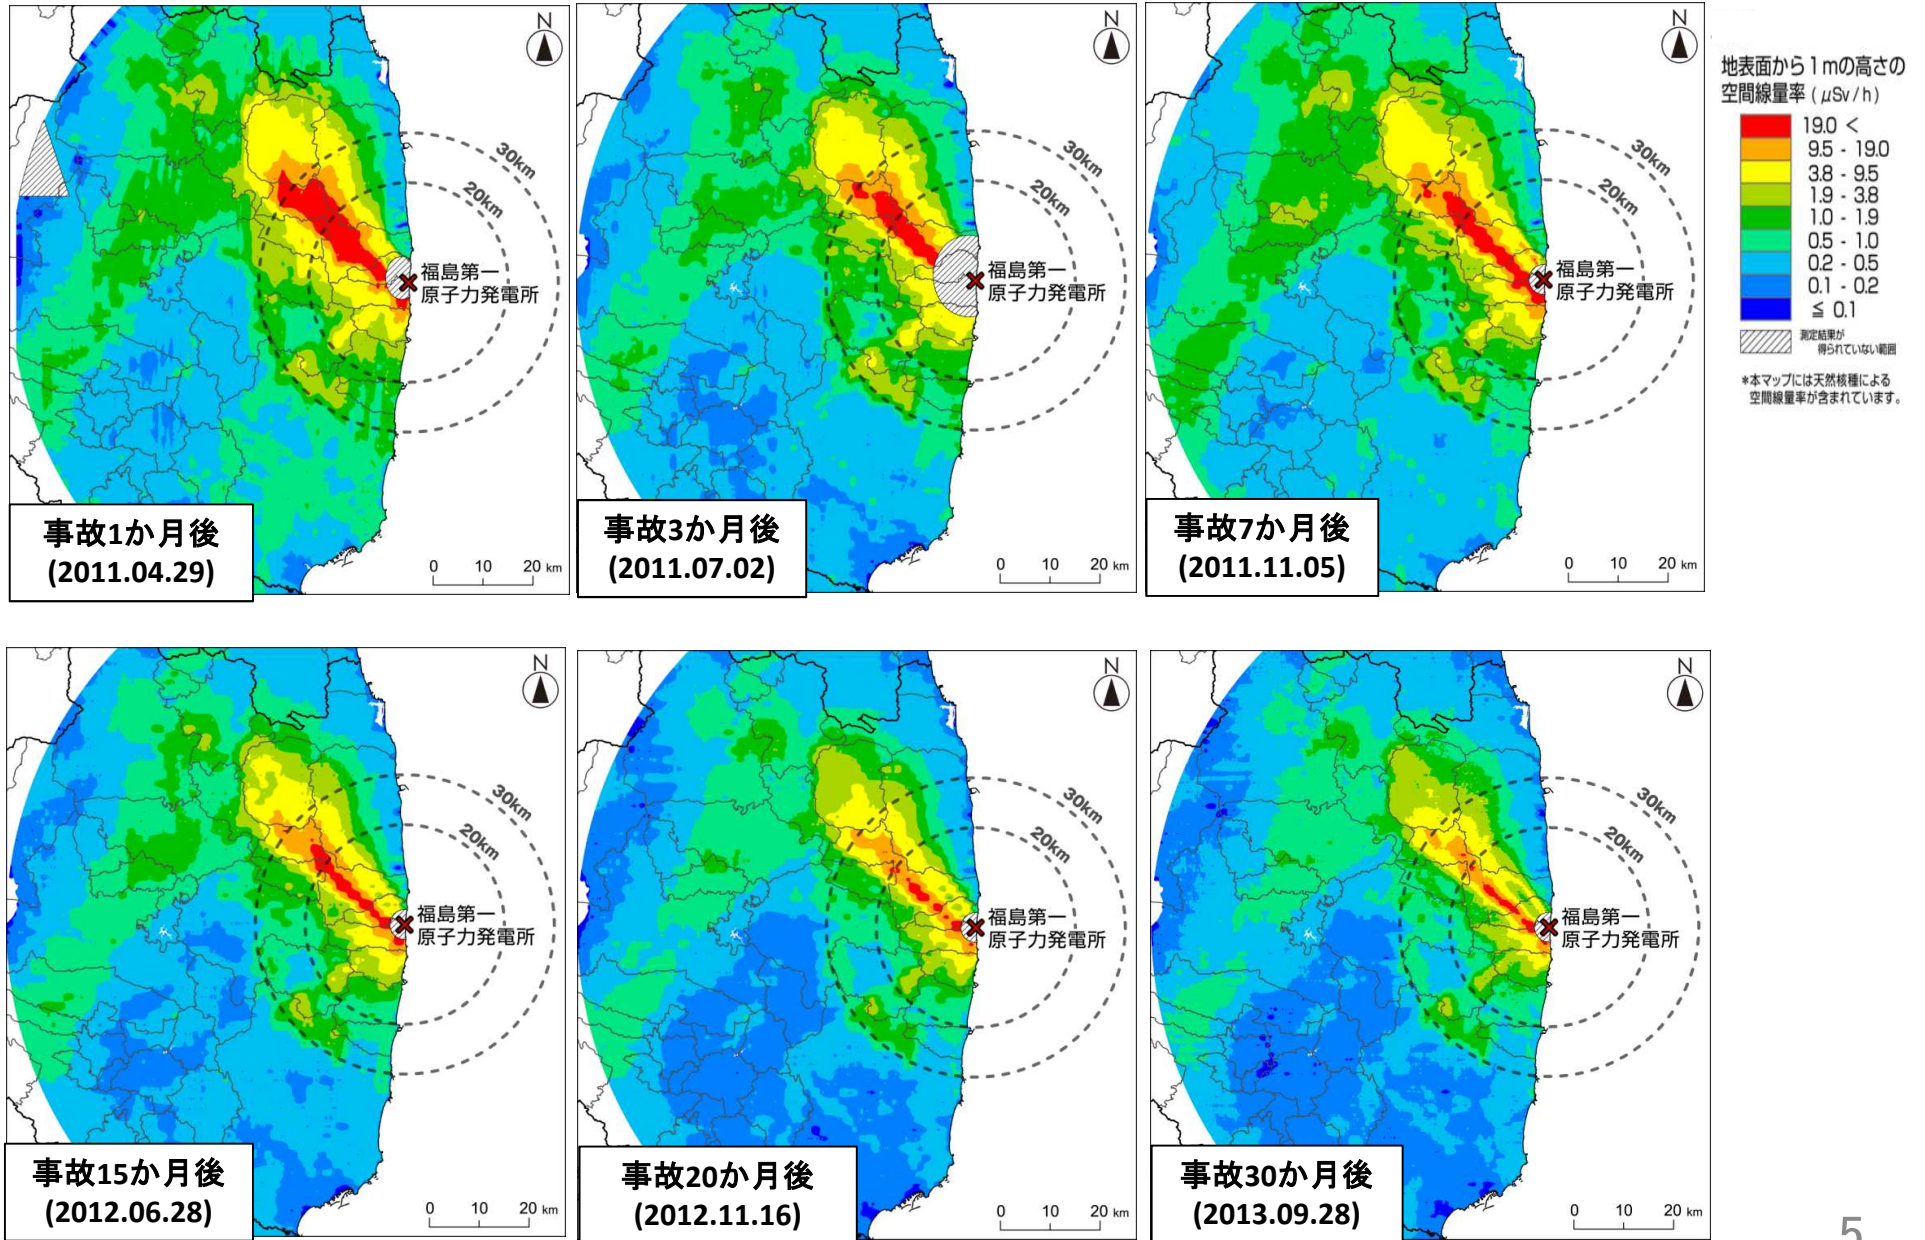 N
30km
20km
福島第一
原子力発電所
事故1か月後
(2011.04.29)
0 10 20 km
N
30km
20km
福島第一
原子力発電所
事故3か月後
(2011.07.02)
0 10 20 km
N
30km
20km
福島第一
原子力発電所
事故7か月後
(2011.11.05)
0 10 20 km
地表面から1mの高さの
空間線量率 (μSv/h)
19.0 <
9.5 - 19.0
3.8 - 9.5
1.9 - 3.8
1.0 - 1.9
0.5 - 1.0
0.2 - 0.5
0.1 - 0.2
≦ 0.1
測定結果が
得られていない範囲
*本マップには天然核種による
空間線量率が含まれています。
N
30km
20km
福島第一
原子力発電所
事故15か月後
(2012.06.28)
0 10 20 km
N
30km
20km
福島第一
原子力発電所
事故20か月後
(2012.11.16)
0 10 20 km
N
30km
20km
福島第一
原子力発電所
事故30か月後
(2013.09.28)
0 10 20 km
5